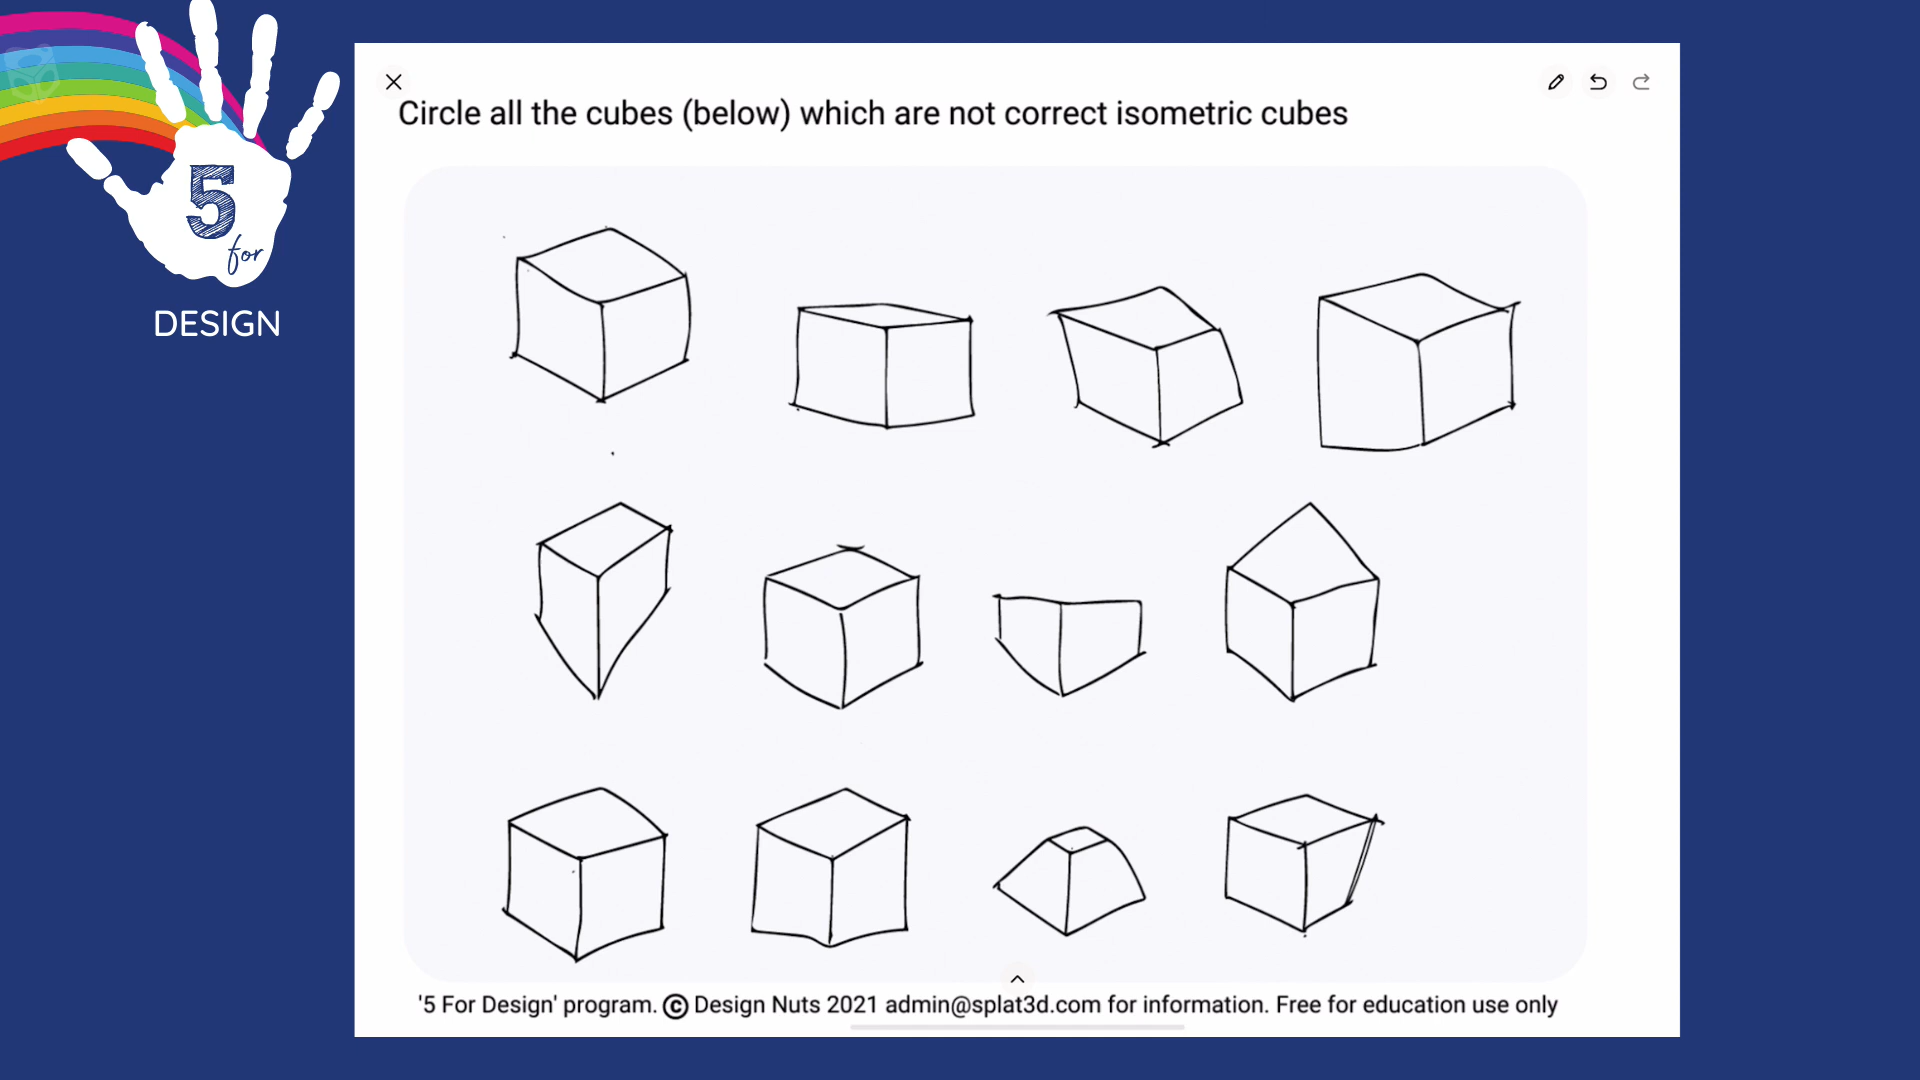 Circle all the cubes (below) which are not correct isometric cubes
5
for
DESIGN
'5 For Design' program. © Design Nuts 2021 admin@splat3d.com for information. Free for education use only